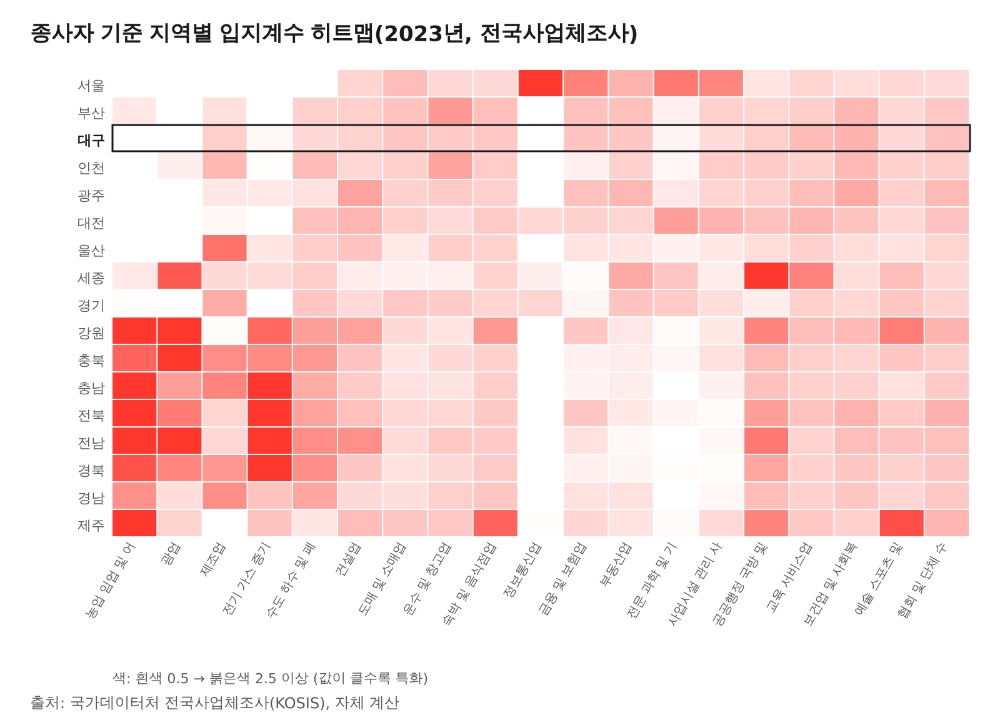 종사자 기준 지역별 입지계수 히트맵(2023년, 전국사업체조사)
서울
부산
대구
인천
광주
대전
울산
세종
경기
강원
충북
충남
전북
전남
경북
경남
제주
농업 임업 및 어
광업
제조업
전기 가스 증기
수도 하수 및 폐
건설업
도매 및 소매업
운수 및 창고업
숙박 및 음식점업
정보통신업
금융 및 보험업
부동산업
전문 과학 및 기
사업시설 관리 사
공공행정 국방 및
교육 서비스업
보건업 및 사회복
예술 스포츠 및
협회 및 단체 수
색: 흰색 0.5 → 붉은색 2.5 이상 (값이 클수록 특화)
출처: 국가데이터처 전국사업체조사(KOSIS), 자체 계산